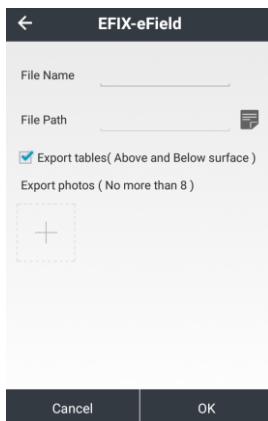 EFIX-eField
File Name
File Path
Export tables( Above and Below surface )
Export photos ( No more than 8 )
Cancel OK